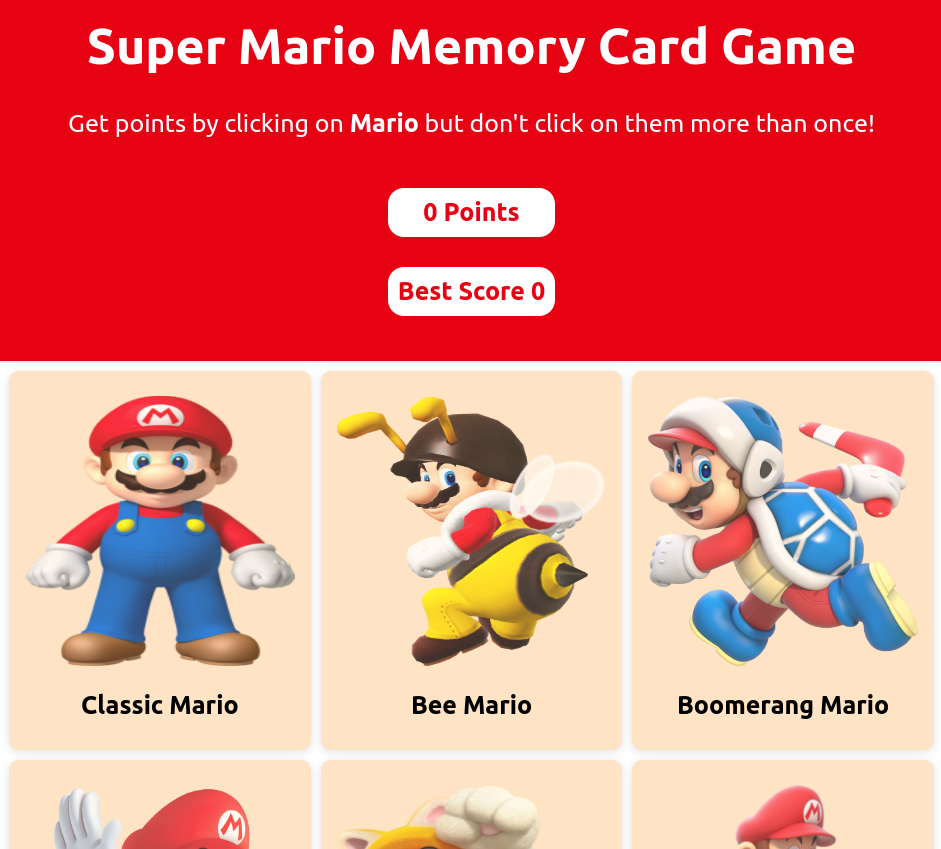 Super Mario Memory Card Game
Get points by clicking on Mario but don't click on them more than once!
0 Points
Best Score 0
M
Classic Mario
Bee Mario
Boomerang Mario
M
M